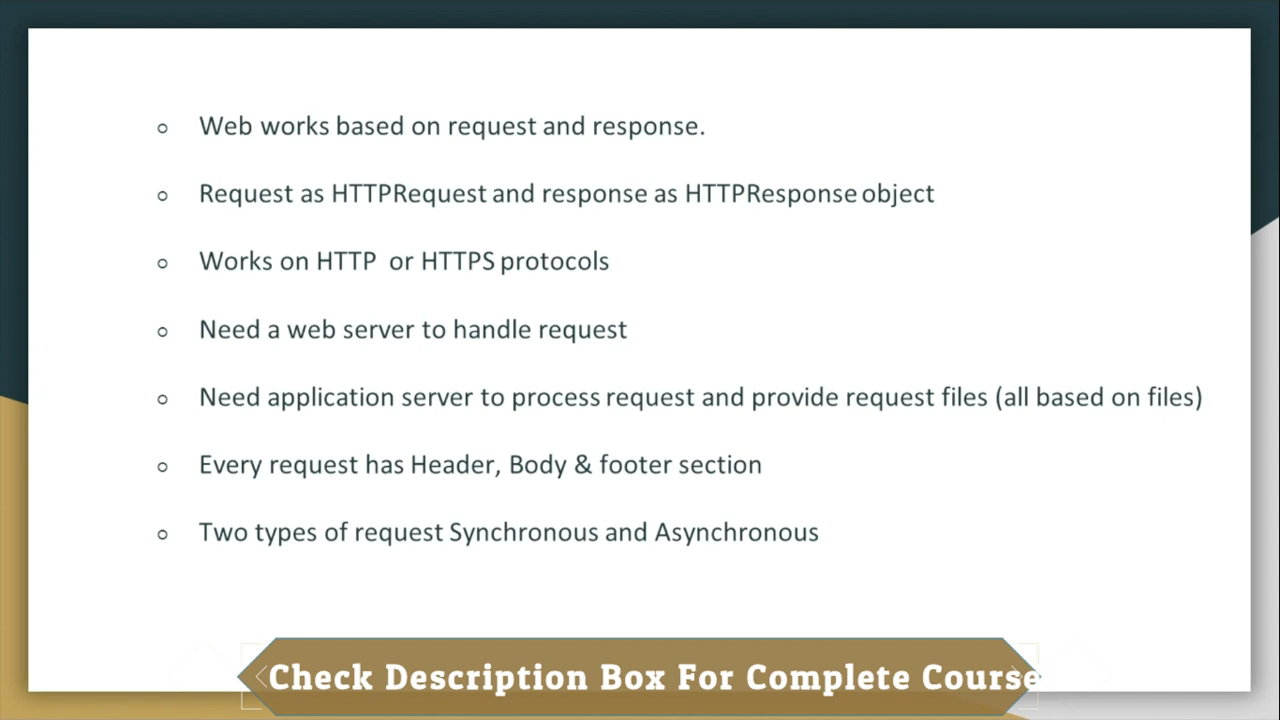 Web works based on request and response.
Request as HTTPRequest and response as HTTPResponse object
Works on HTTP or HTTPS protocols
Need a web server to handle request
Need application server to process request and provide request files (all based on files)
Every request has Header, Body & footer section
Two types of request Synchronous and Asynchronous
Check Description Box For Complete Course